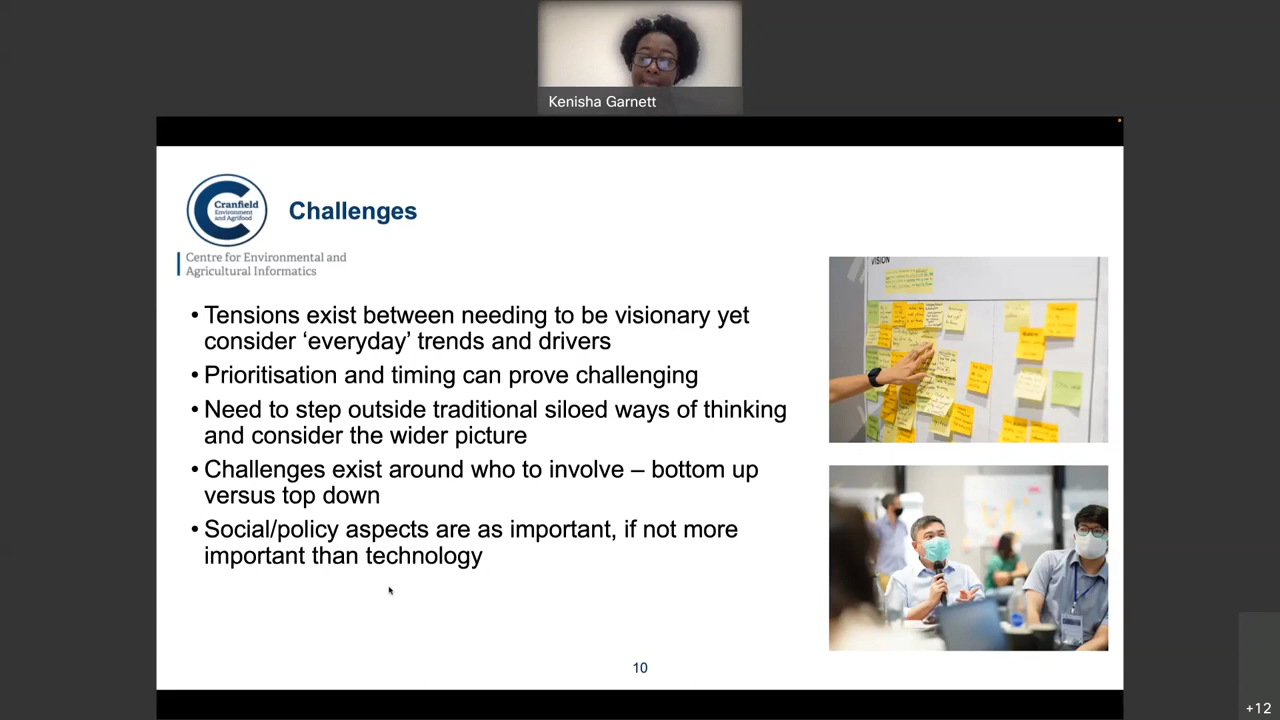 Kenisha Garnett
Cranfield
Environment
and Agrifood
Challenges
Centre for Environmental and
Agricultural Informatics
• Tensions exist between needing to be visionary yet
consider ‘everyday’ trends and drivers
• Prioritisation and timing can prove challenging
• Need to step outside traditional siloed ways of thinking
and consider the wider picture
• Challenges exist around who to involve – bottom up
versus top down
• Social/policy aspects are as important, if not more
important than technology
VISION
10
+12